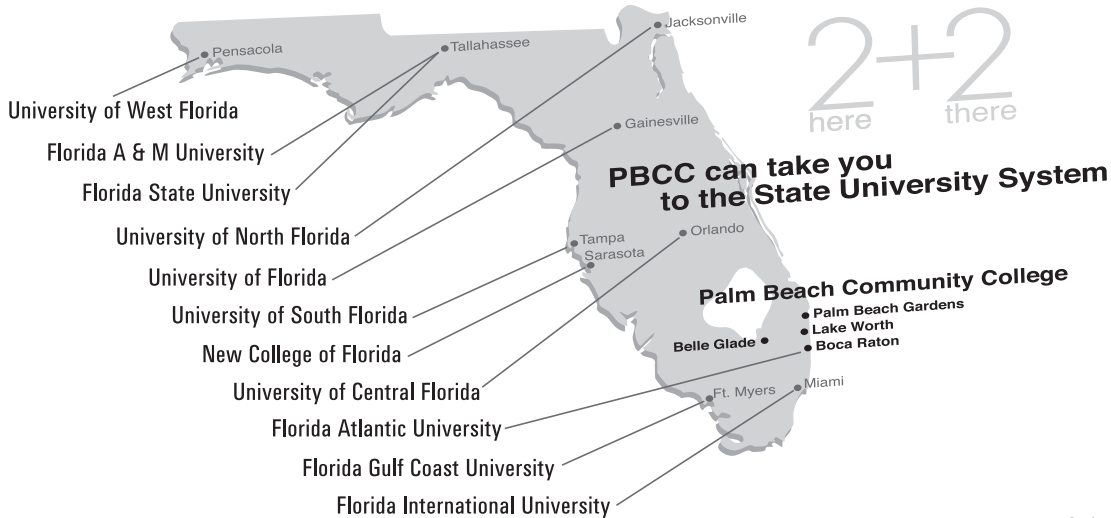 Jacksonville
Pensacola
Tallahassee
2+2
here there
University of West Florida
Gainesville
Florida A & M University
PBCC can take you
to the State University System
Florida State University
University of North Florida
Orlando
Tampa
Sarasota
University of Florida
Palm Beach Community College
University of South Florida
Palm Beach Gardens
Lake Worth
Belle Glade
Boca Raton
New College of Florida
University of Central Florida
Ft. Myers
Miami
Florida Atlantic University
Florida Gulf Coast University
Florida International University